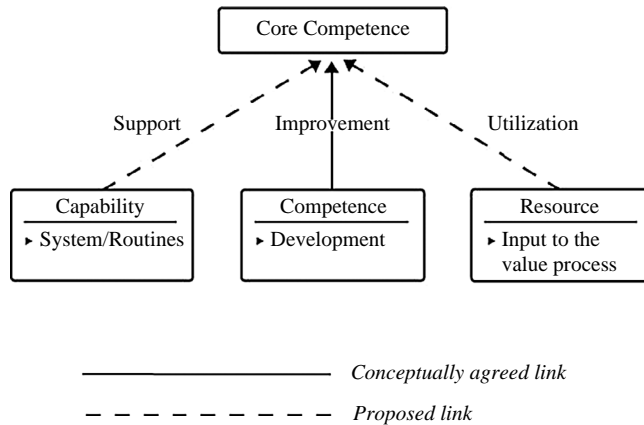 Core Competence
Support
Improvement
Utilization
Capability
▸ System/Routines
Competence
▸ Development
Resource
▸ Input to the
value process
Conceptually agreed link
Proposed link